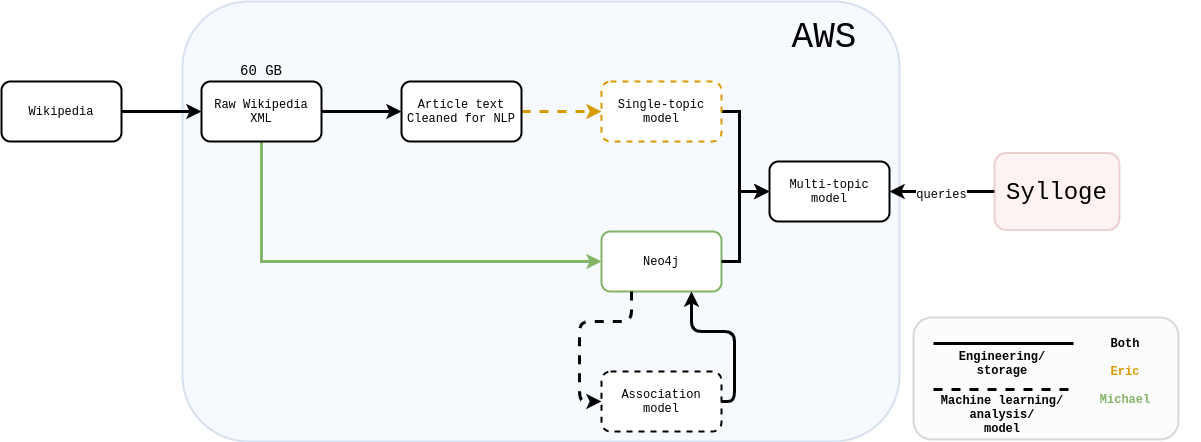 AWS
60 GB
Wikipedia
Raw Wikipedia
XML
Article text
Cleaned for NLP
Single-topic
model
Multi-topic
model
queries
Sylloge
Neo4j
Association
model
Engineering/
storage
Machine learning/
analysis/
model
Both
Eric
Michael